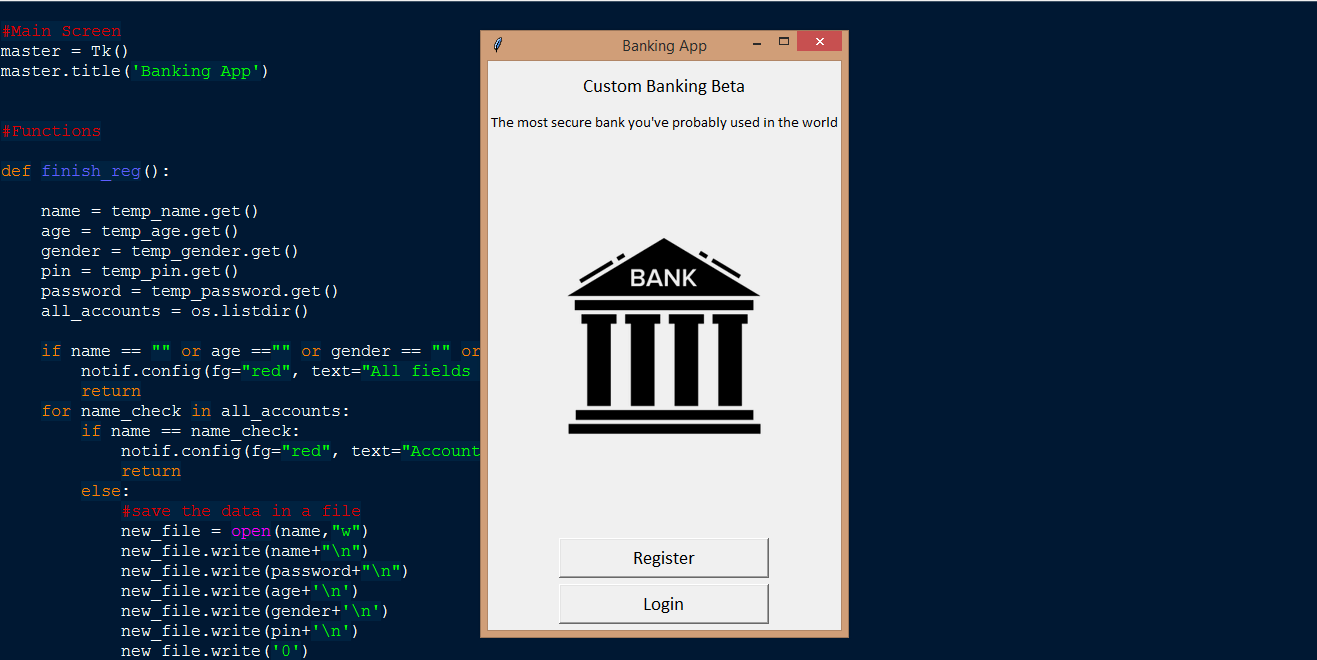 #Main Screen
master = Tk()
master.title('Banking App')
#Functions
def finish_reg():
    name = temp_name.get()
    age = temp_age.get()
    gender = temp_gender.get()
    pin = temp_pin.get()
    password = temp_password.get()
    all_accounts = os.listdir()
    if name == "" or age =="" or gender == "" or
        notif.config(fg="red", text="All fields
        return
    for name_check in all_accounts:
        if name == name_check:
            notif.config(fg="red", text="Account
            return
        else:
            #save the data in a file
            new_file = open(name,"w")
            new_file.write(name+"\n")
            new_file.write(password+"\n")
            new_file.write(age+'\n')
            new_file.write(gender+'\n')
            new_file.write(pin+'\n')
            new_file.write('0')
Banking App
Custom Banking Beta
The most secure bank you've probably used in the world
BANK
Register
Login